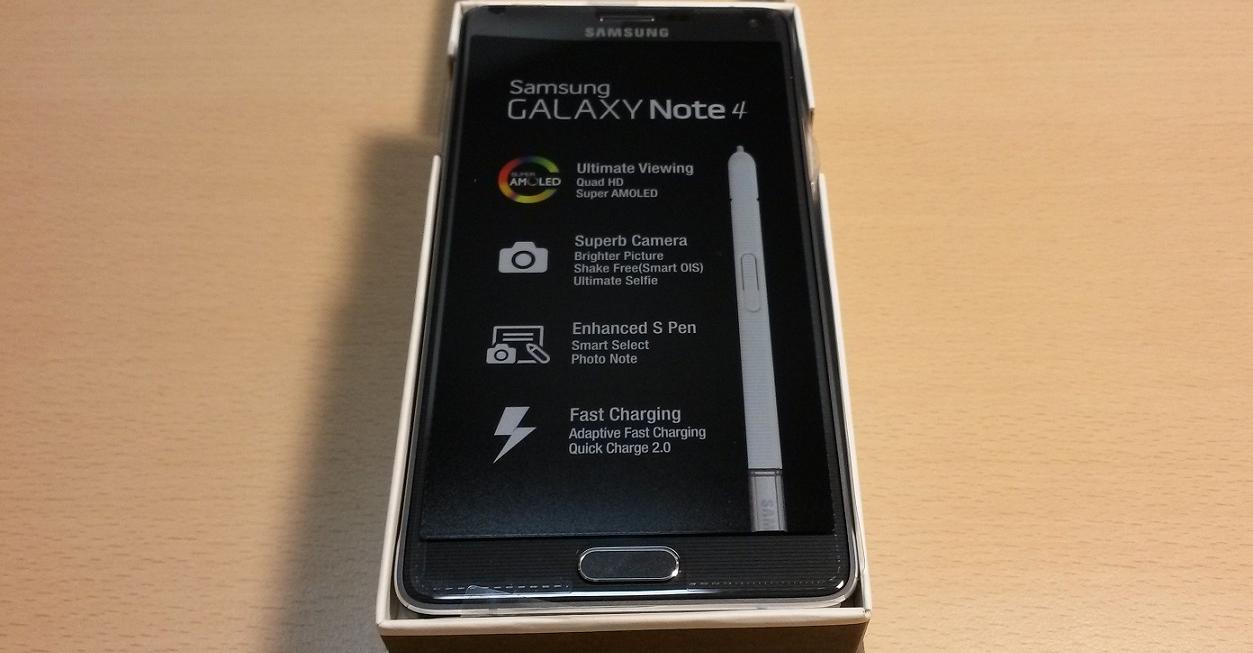 SAMSUNG
Samsung
GALAXY Note 4
SUPER
AMOLED
Ultimate Viewing
Quad HD
Super AMOLED
Superb Camera
Brighter Picture
Shake Free(Smart OIS)
Ultimate Selfie
Enhanced S Pen
Smart Select
Photo Note
Fast Charging
Adaptive Fast Charging
Quick Charge 2.0
SAM